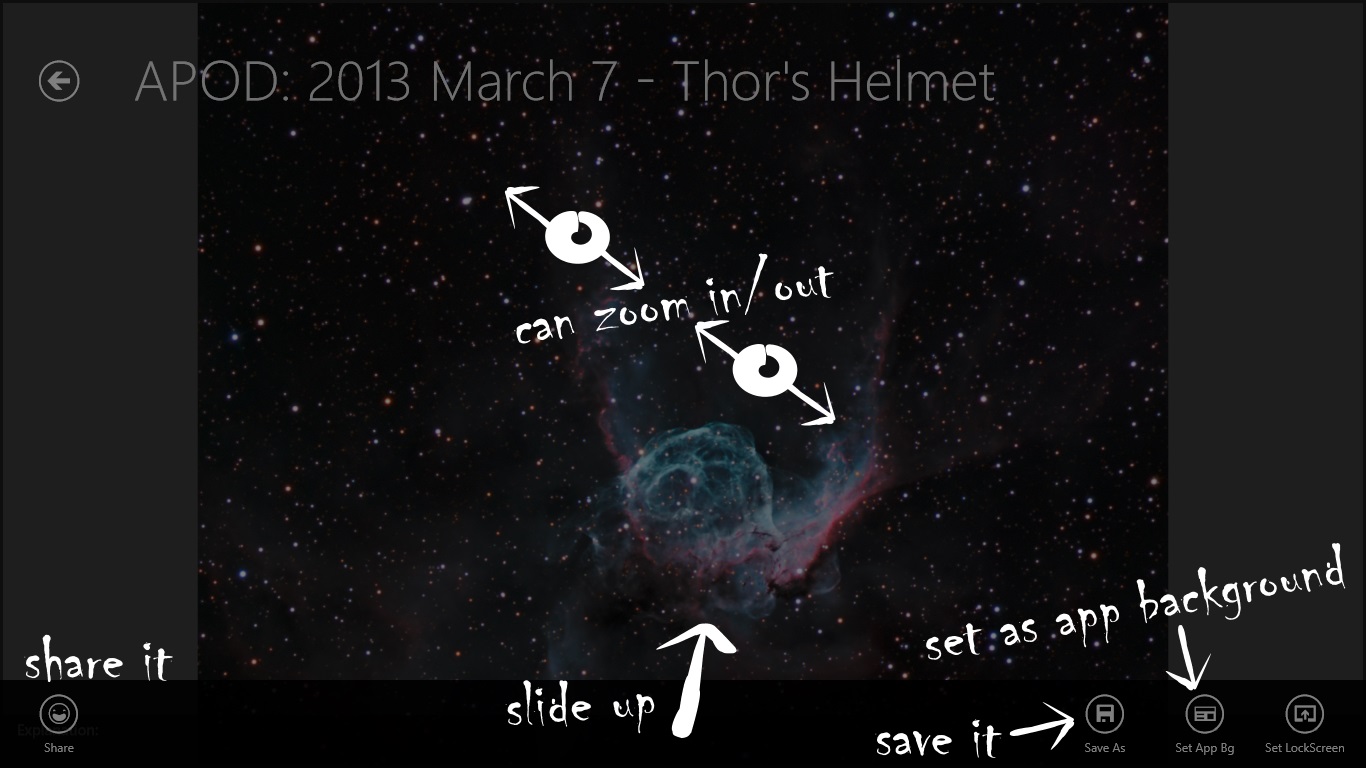 APOD: 2013 March 7 - Thor's Helmet
can zoom in/out
set as app background
share it
slide up
save it
Explanation:
Share
Save As
Set App Bg
Set LockScreen